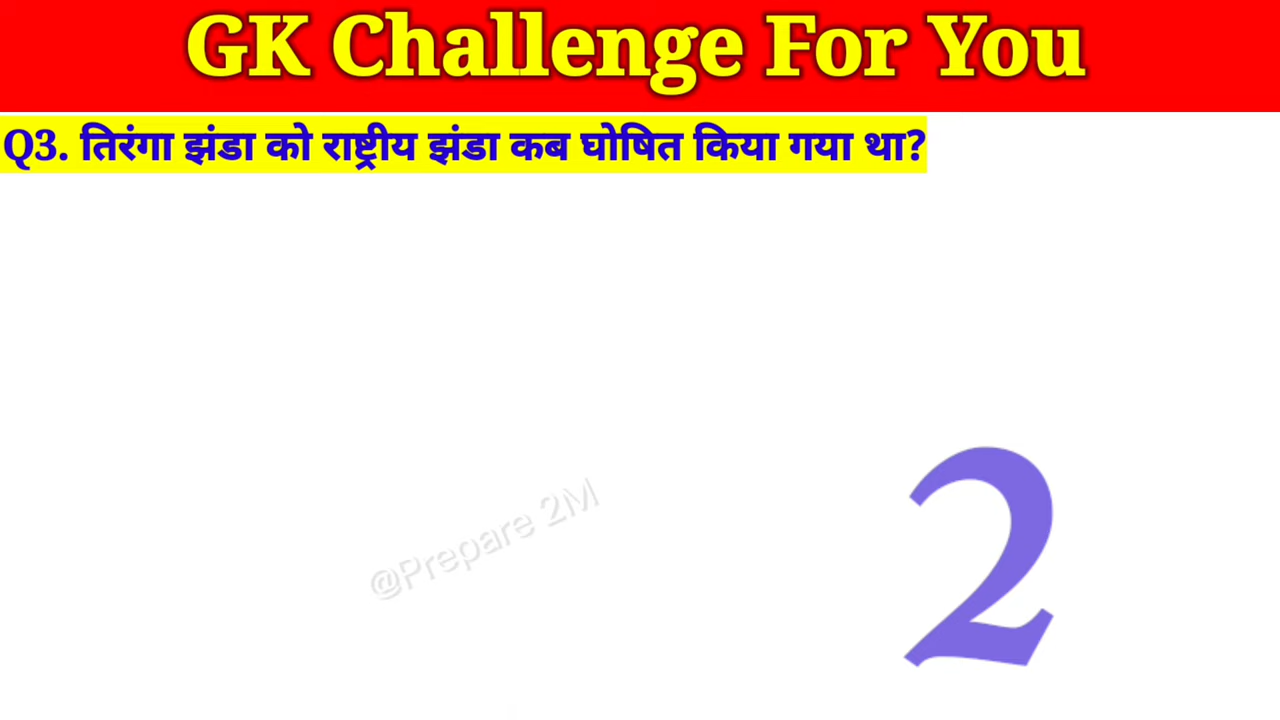 GK Challenge For You
Q3. तिरंगा झंडा को राष्ट्रीय झंडा कब घोषित किया गया था?
@Prepare 2M
2